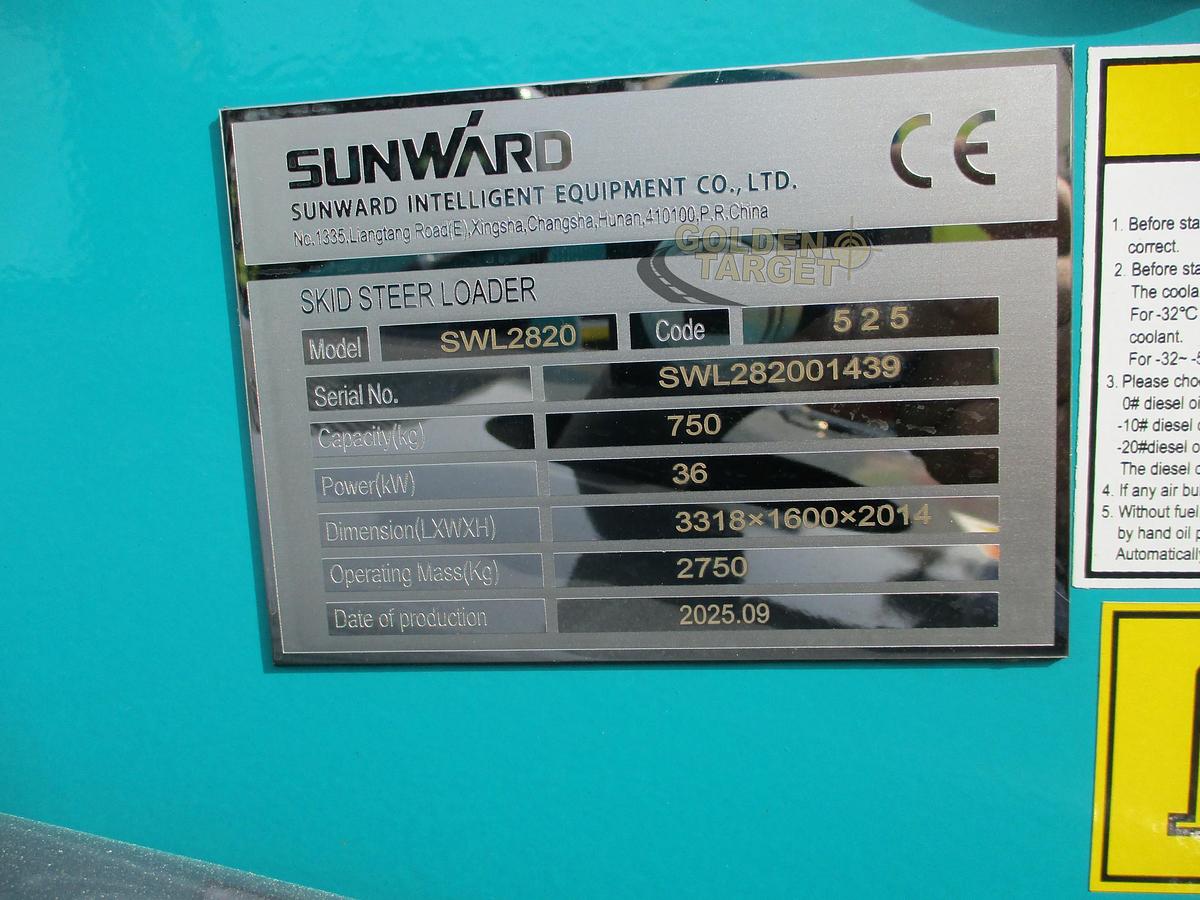 SUNWARD
CE
SUNWARD INTELLIGENT EQUIPMENT CO., LTD.
No.1335,Liangtang Road(E),Xingsha,Changsha,Hunan,410100,P.R.China
GOLDEN
TARGET
SKID STEER LOADER
Model SWL2820 Code 525
Serial No. SWL282001439
Capacity(kg) 750
Power(kW) 36
Dimension(LXWXH) 3318×1600×2014
Operating Mass(Kg) 2750
Date of production 2025.09
1. Before sta
correct.
2. Before sta
The coola
For -32℃
coolant.
For -32~ -
3. Please choo
0# diesel oi
-10# diesel
-20#diesel o
The diesel
4. If any air bu
5. Without fuel
by hand oil p
Automatically